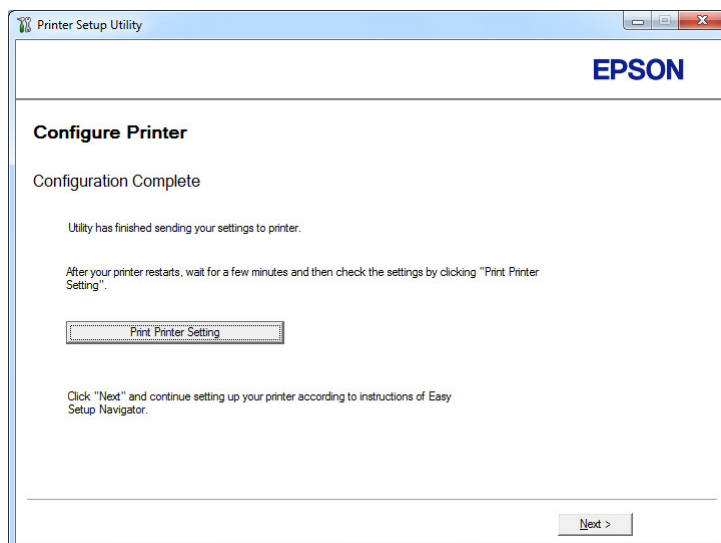 Printer Setup Utility
EPSON
Configure Printer
Configuration Complete
Utility has finished sending your settings to printer.
After your printer restarts, wait for a few minutes and then check the settings by clicking "Print Printer
Setting".
Print Printer Setting
Click "Next" and continue setting up your printer according to instructions of Easy
Setup Navigator.
Next >